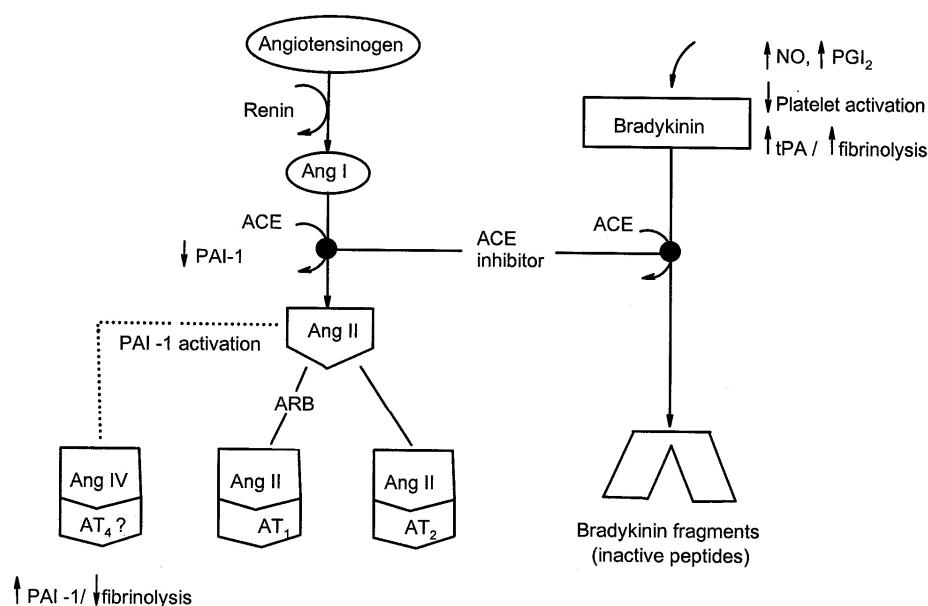 Angiotensinogen
Renin
Ang I
ACE
↓ PAI-1
ACE
inhibitor
↑ NO, ↑ PGI₂
↓ Platelet activation
↑ tPA / ↑ fibrinolysis
Bradykinin
ACE
Ang II
PAI -1 activation
ARB
Ang IV
AT₄ ?
Ang II
AT₁
Ang II
AT₂
Bradykinin fragments
(inactive peptides)
↑ PAI -1/ ↓ fibrinolysis